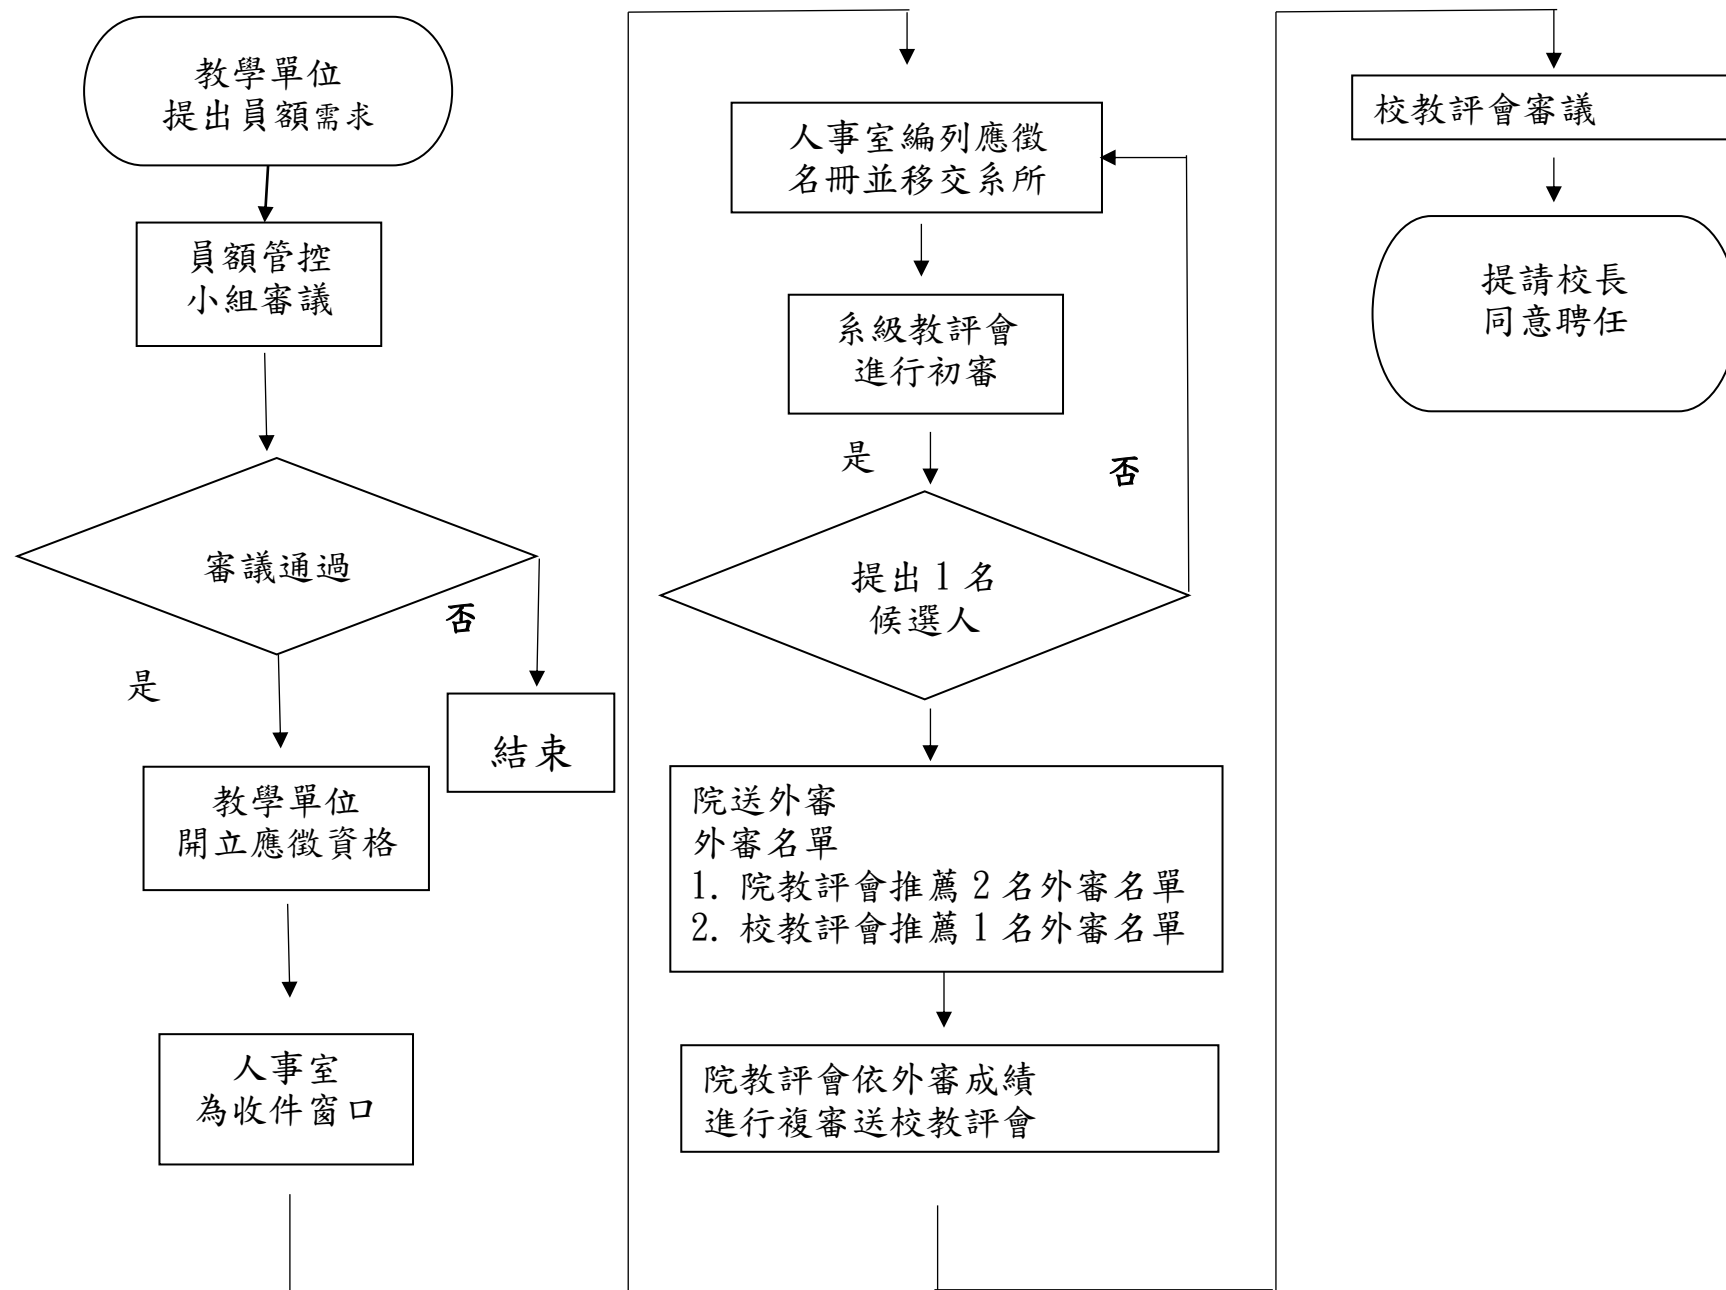 教學單位
提出員額需求
員額管控
小組審議
審議通過
否
是
結束
教學單位
開立應徵資格
人事室
為收件窗口
人事室編列應徵
名冊並移交系所
系級教評會
進行初審
是
否
提出1名
候選人
院送外審
外審名單
1. 院教評會推薦2名外審名單
2. 校教評會推薦1名外審名單
院教評會依外審成績
進行複審送校教評會
校教評會審議
提請校長
同意聘任